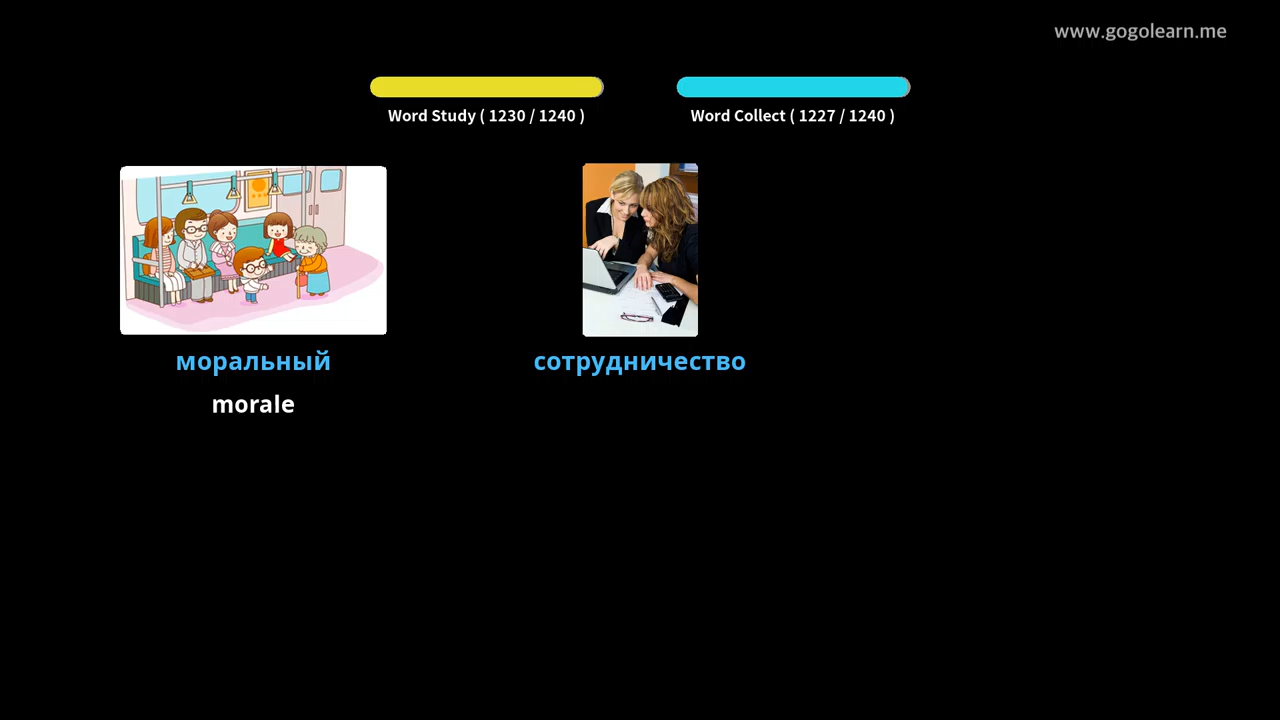 www.gogolearn.me
Word Study ( 1230 / 1240 )
Word Collect ( 1227 / 1240 )
моральный
сотрудничество
morale